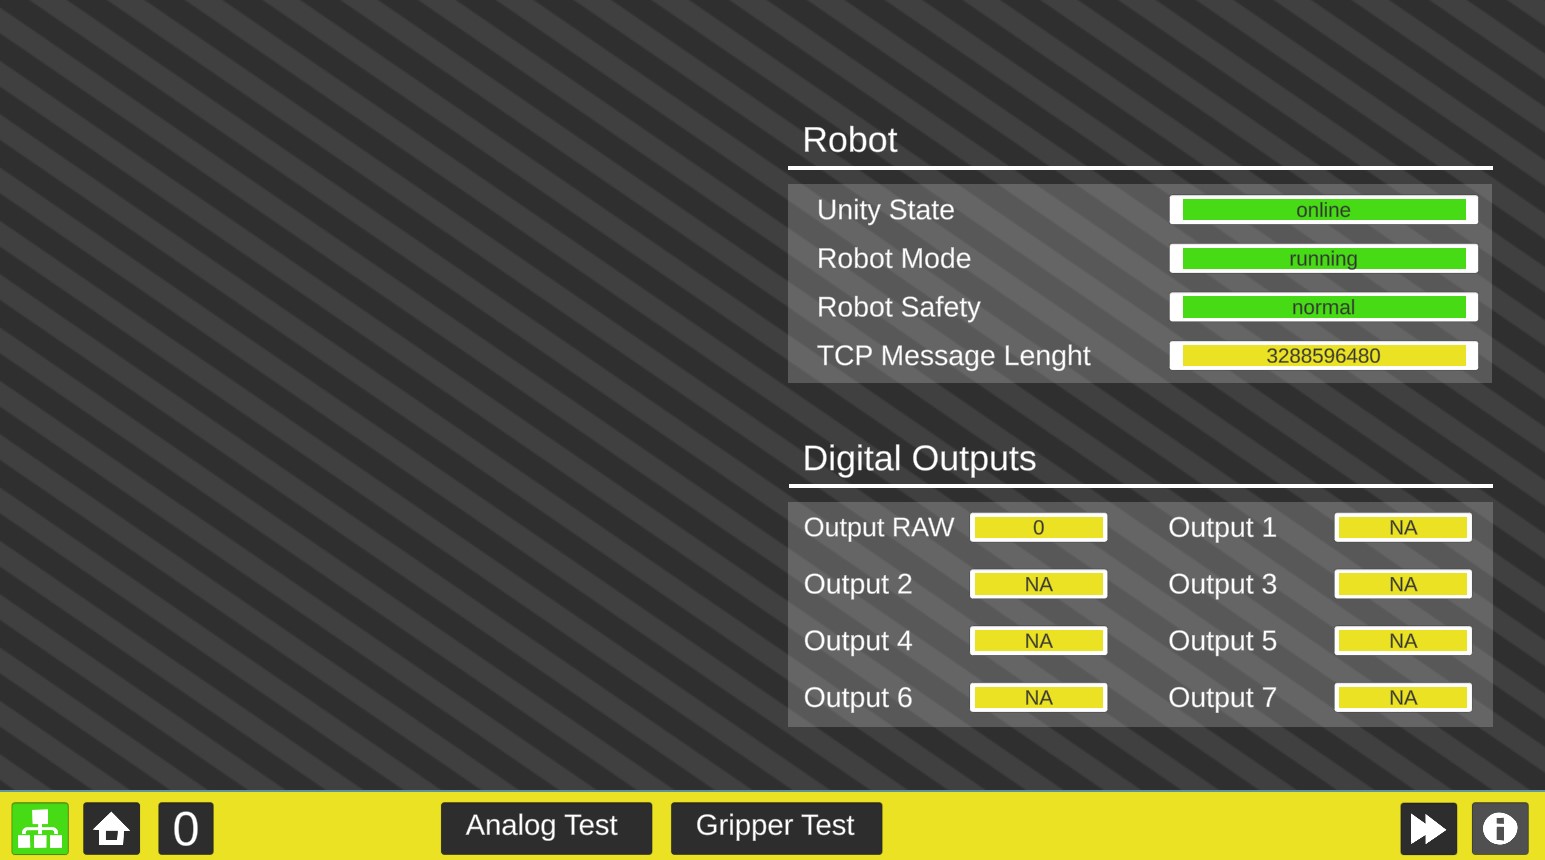 Robot
Unity State online
Robot Mode running
Robot Safety normal
TCP Message Lenght 3288596480
Digital Outputs
Output RAW 0 Output 1 NA
Output 2 NA Output 3 NA
Output 4 NA Output 5 NA
Output 6 NA Output 7 NA
0 Analog Test Gripper Test